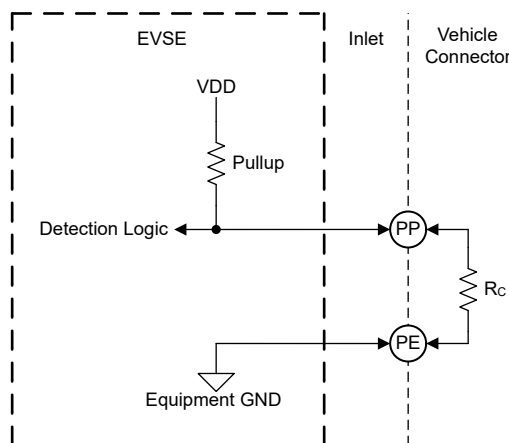 EVSE
Inlet
Vehicle
Connector
VDD
Pullup
Detection Logic
PP
RC
PE
Equipment GND